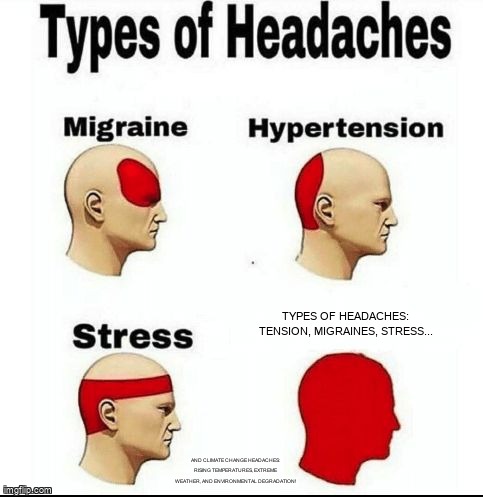 Types of Headaches
Migraine
Hypertension
Stress
TYPES OF HEADACHES:
TENSION, MIGRAINES, STRESS...
AND CLIMATE CHANGE HEADACHES:
RISING TEMPERATURES, EXTREME
WEATHER, AND ENVIRONMENTAL DEGRADATION!
imgflip.com